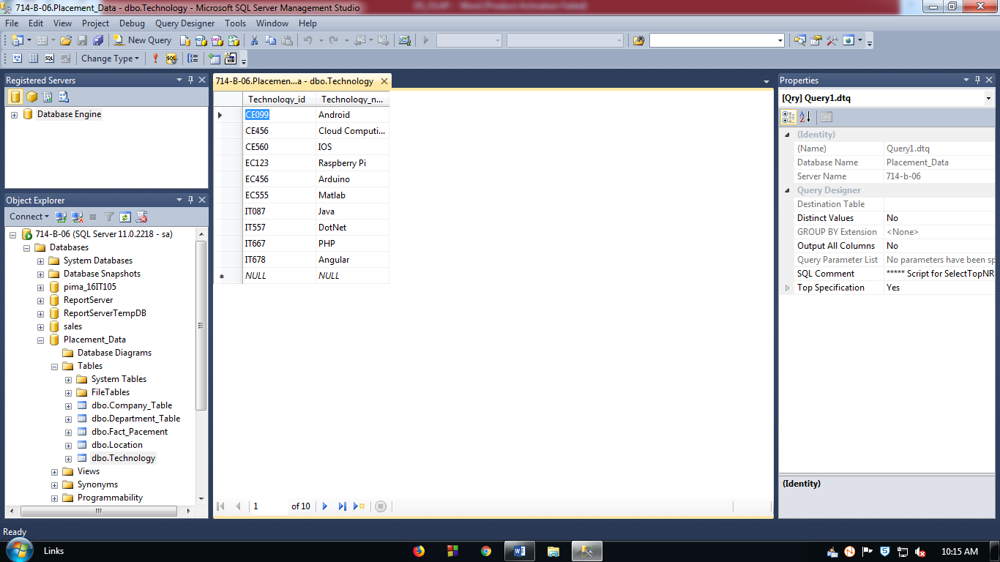 714-B-06.Placement_Data - dbo.Technology - Microsoft SQL Server Management Studio
File Edit View Project Debug Query Designer Tools Window Help
New Query
Change Type
Registered Servers
Database Engine
Object Explorer
Connect
714-B-06 (SQL Server 11.0.2218 - sa)
Databases
System Databases
Database Snapshots
pima_16IT105
ReportServer
ReportServerTempDB
sales
Placement_Data
Database Diagrams
Tables
System Tables
FileTables
dbo.Company_Table
dbo.Department_Table
dbo.Fact_Pacement
dbo.Location
dbo.Technology
Views
Synonyms
Programmability
714-B-06.Placemen...a - dbo.Technology
Technology_id Technology_n...
CE099 Android
CE456 Cloud Computi...
CE560 IOS
EC123 Raspberry Pi
EC456 Arduino
EC555 Matlab
IT087 Java
IT557 DotNet
IT667 PHP
IT678 Angular
NULL NULL
1 of 10
Properties
[Qry] Query1.dtq
(Identity)
(Name) Query1.dtq
Database Name Placement_Data
Server Name 714-b-06
Query Designer
Destination Table
Distinct Values No
GROUP BY Extension <None>
Output All Columns No
Query Parameter List No parameters have been sp
SQL Comment ***** Script for SelectTopNR
Top Specification Yes
(Identity)
Ready
Links
10:15 AM